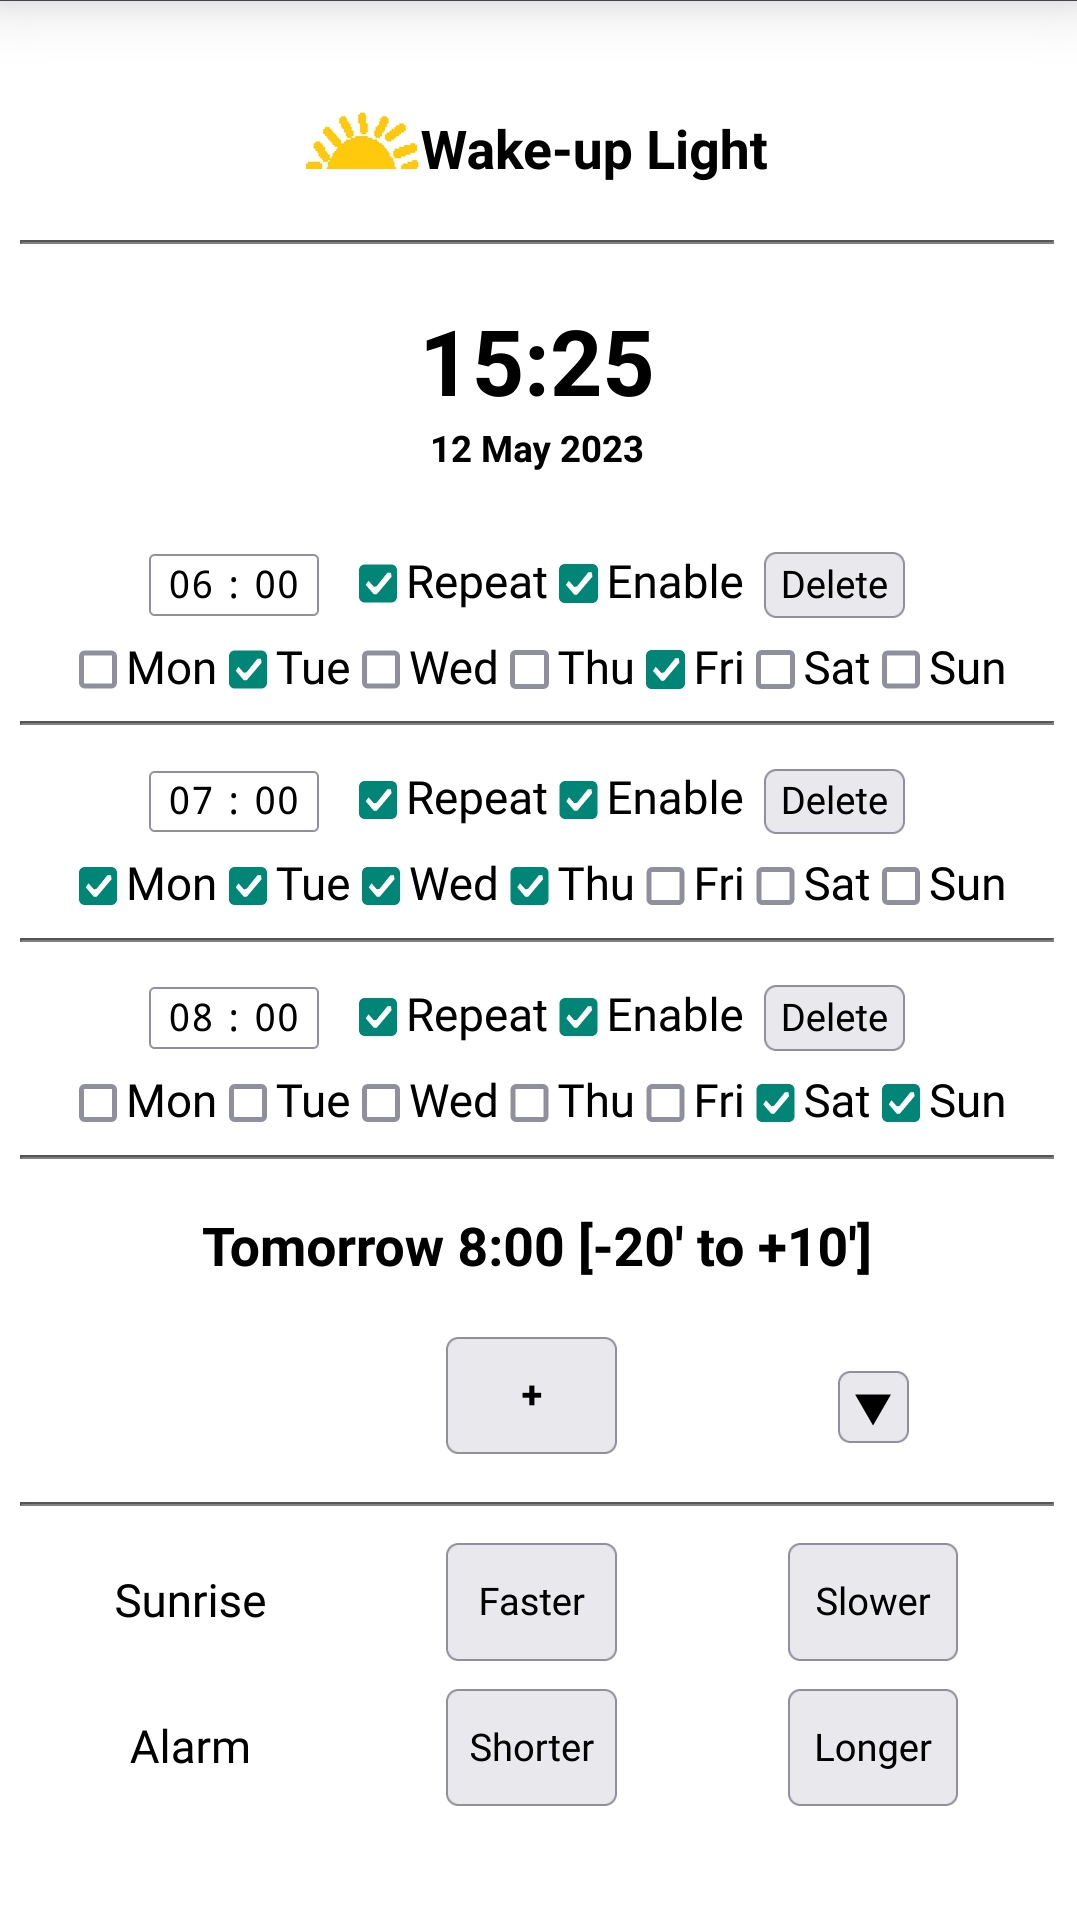 Wake-up Light
15:25
12 May 2023
06 : 00 Repeat Enable Delete
Mon Tue Wed Thu Fri Sat Sun
07 : 00 Repeat Enable Delete
Mon Tue Wed Thu Fri Sat Sun
08 : 00 Repeat Enable Delete
Mon Tue Wed Thu Fri Sat Sun
Tomorrow 8:00 [-20' to +10']
+ ▼
Sunrise Faster Slower
Alarm Shorter Longer